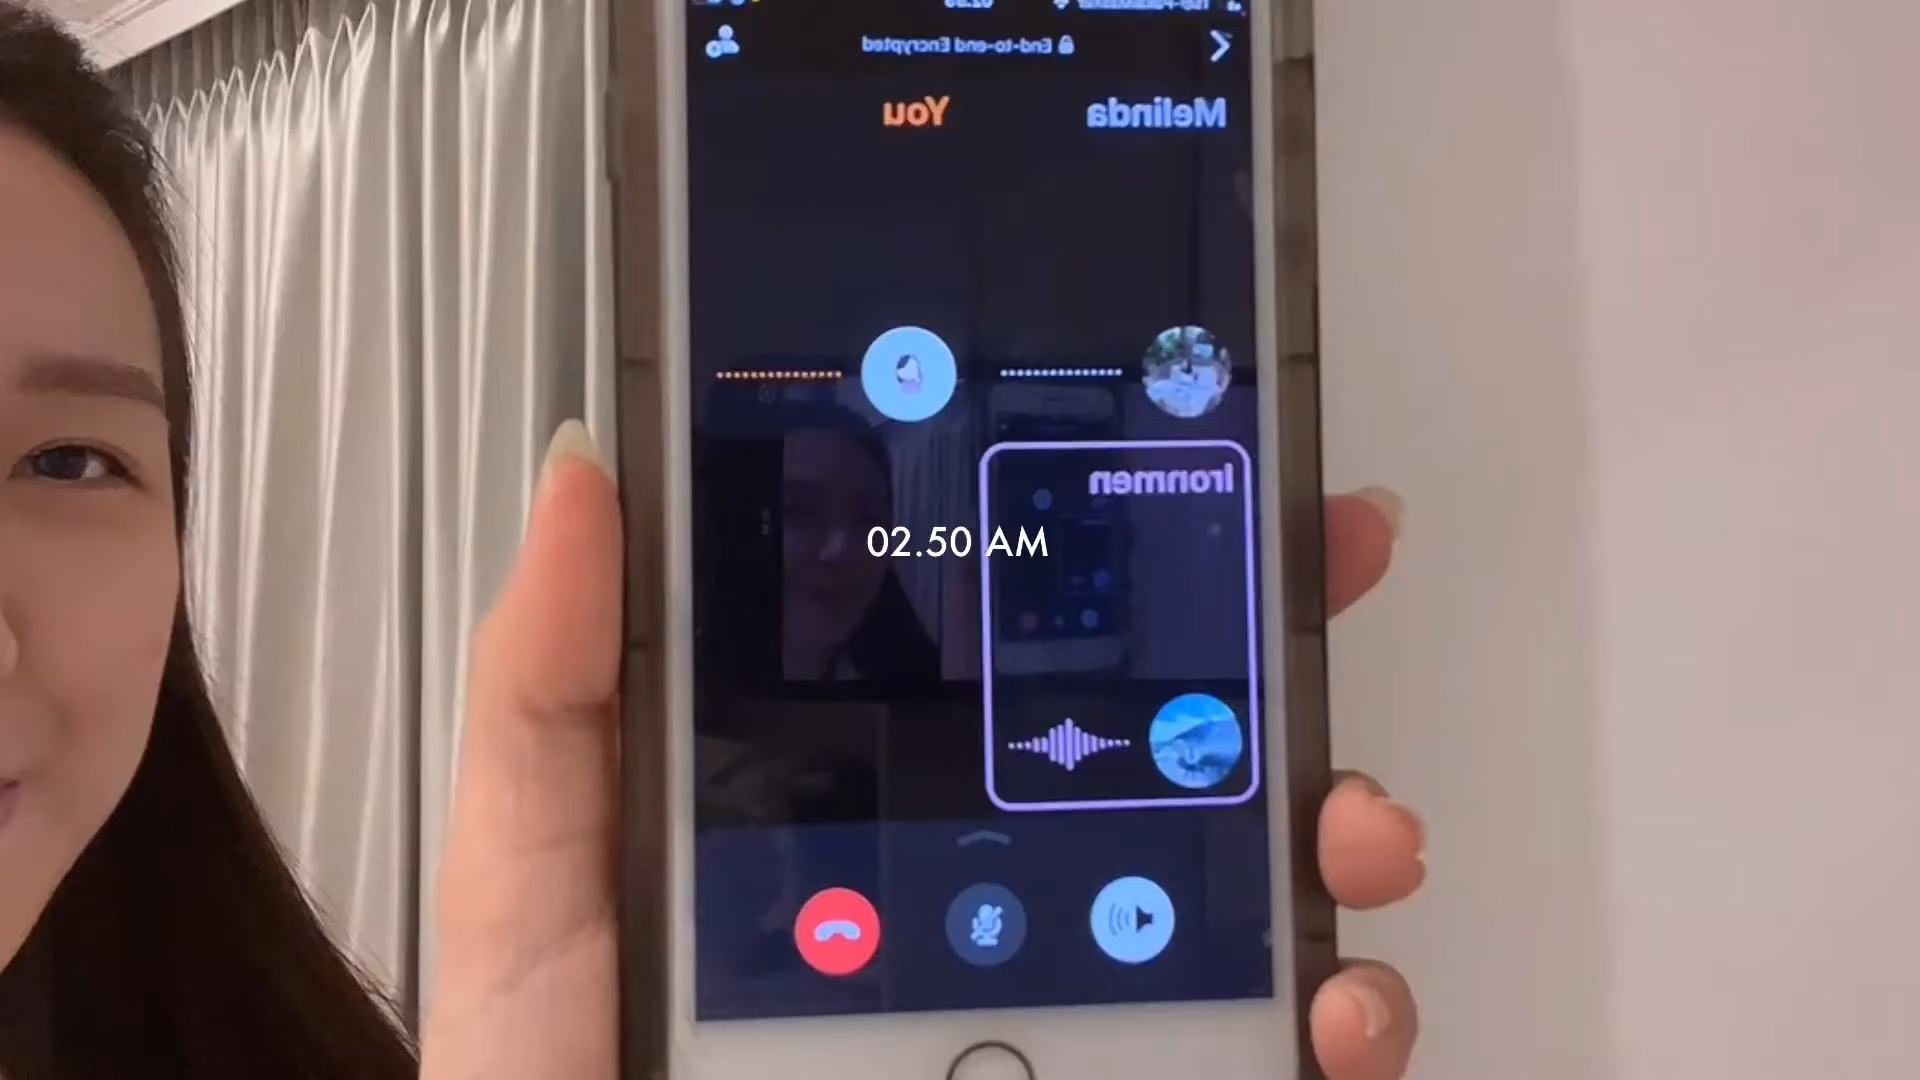 End-to-end Encrypted
Melinda
You
Ironmen
02.50 AM